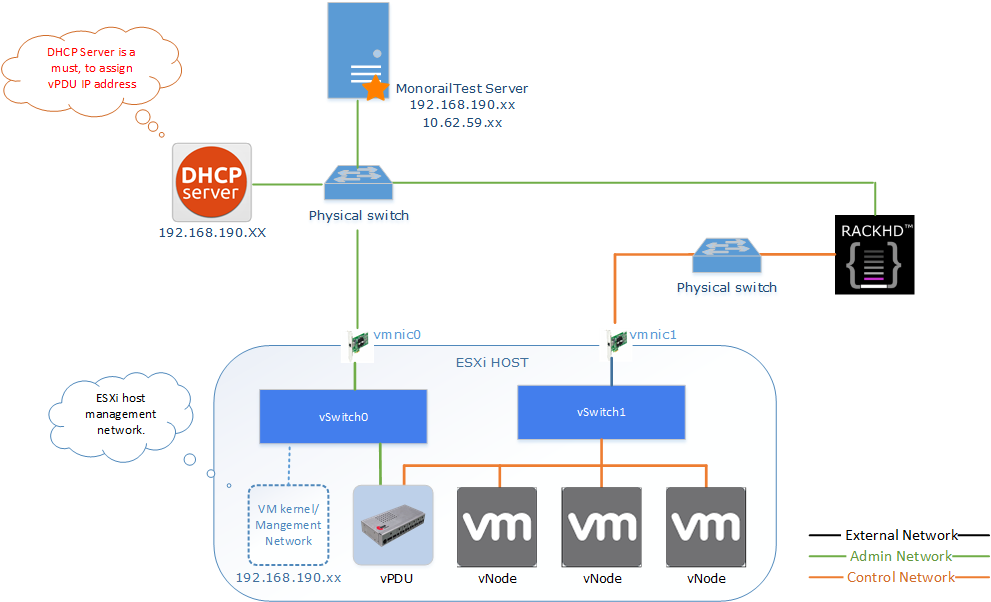 DHCP Server is a
must, to assign
vPDU IP address
MonorailTest Server
192.168.190.xx
10.62.59.xx
DHCP
server
192.168.190.XX
Physical switch
RACKHD™
Physical switch
vmnic0
vmnic1
ESXi HOST
ESXi host
management
network.
vSwitch0
vSwitch1
VM kernel/
Mangement
Network
192.168.190.xx
vPDU
vm
vNode
vm
vNode
vm
vNode
External Network
Admin Network
Control Network